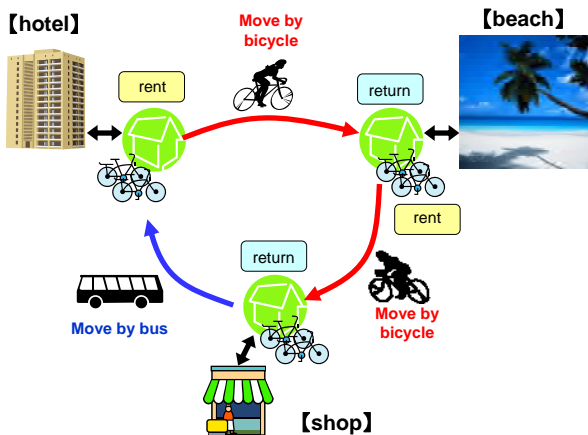 【hotel】
【beach】
Move by
bicycle
rent
return
rent
return
Move by bus
Move by
bicycle
【shop】